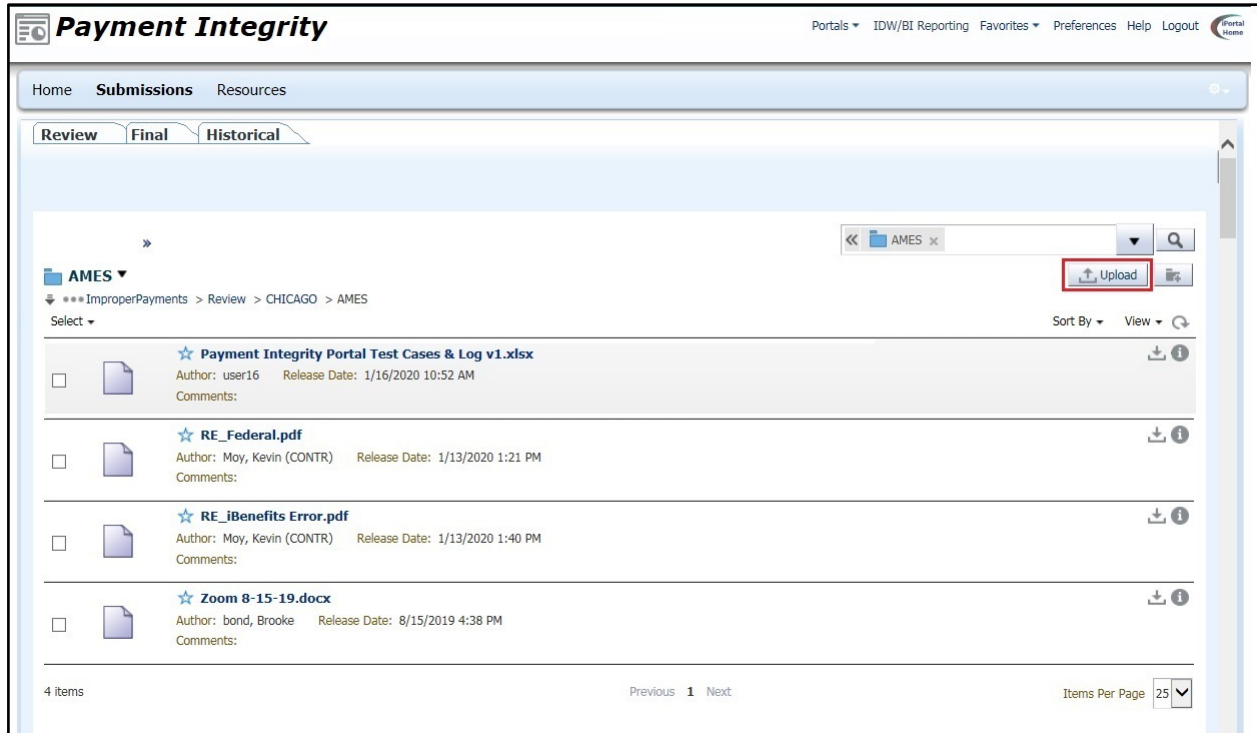 Payment Integrity
Portals IDW/BI Reporting Favorites Preferences Help Logout iPortal Home
Home Submissions Resources
Review Final Historical
» « AMES x
AMES
Upload
ImproperPayments > Review > CHICAGO > AMES
Select Sort By View
Payment Integrity Portal Test Cases & Log v1.xlsx
Author: user16 Release Date: 1/16/2020 10:52 AM
Comments:
RE_Federal.pdf
Author: Moy, Kevin (CONTR) Release Date: 1/13/2020 1:21 PM
Comments:
RE_iBenefits Error.pdf
Author: Moy, Kevin (CONTR) Release Date: 1/13/2020 1:40 PM
Comments:
Zoom 8-15-19.docx
Author: bond, Brooke Release Date: 8/15/2019 4:38 PM
Comments:
4 items Previous 1 Next Items Per Page 25